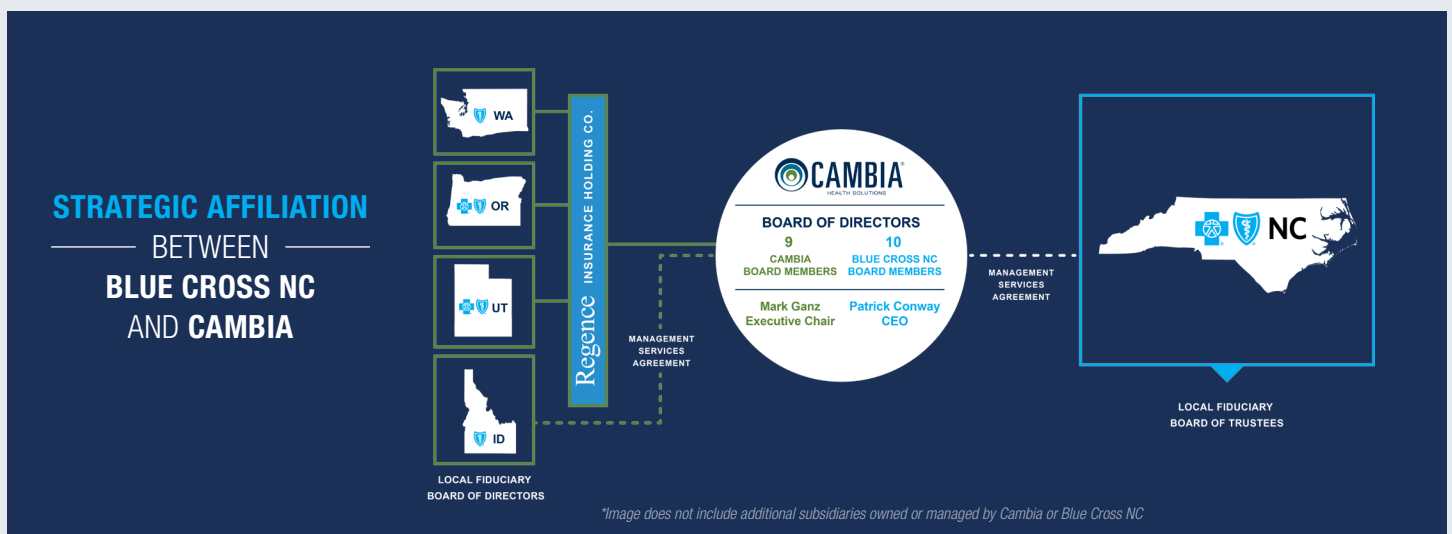 STRATEGIC AFFILIATION
BETWEEN
BLUE CROSS NC
AND CAMBIA
WA
OR
UT
ID
LOCAL FIDUCIARY
BOARD OF DIRECTORS
Regence INSURANCE HOLDING CO.
MANAGEMENT
SERVICES
AGREEMENT
CAMBIA®
HEALTH SOLUTIONS
BOARD OF DIRECTORS
9
CAMBIA
BOARD MEMBERS
10
BLUE CROSS NC
BOARD MEMBERS
Mark Ganz
Executive Chair
Patrick Conway
CEO
MANAGEMENT
SERVICES
AGREEMENT
NC
LOCAL FIDUCIARY
BOARD OF TRUSTEES
*Image does not include additional subsidiaries owned or managed by Cambia or Blue Cross NC